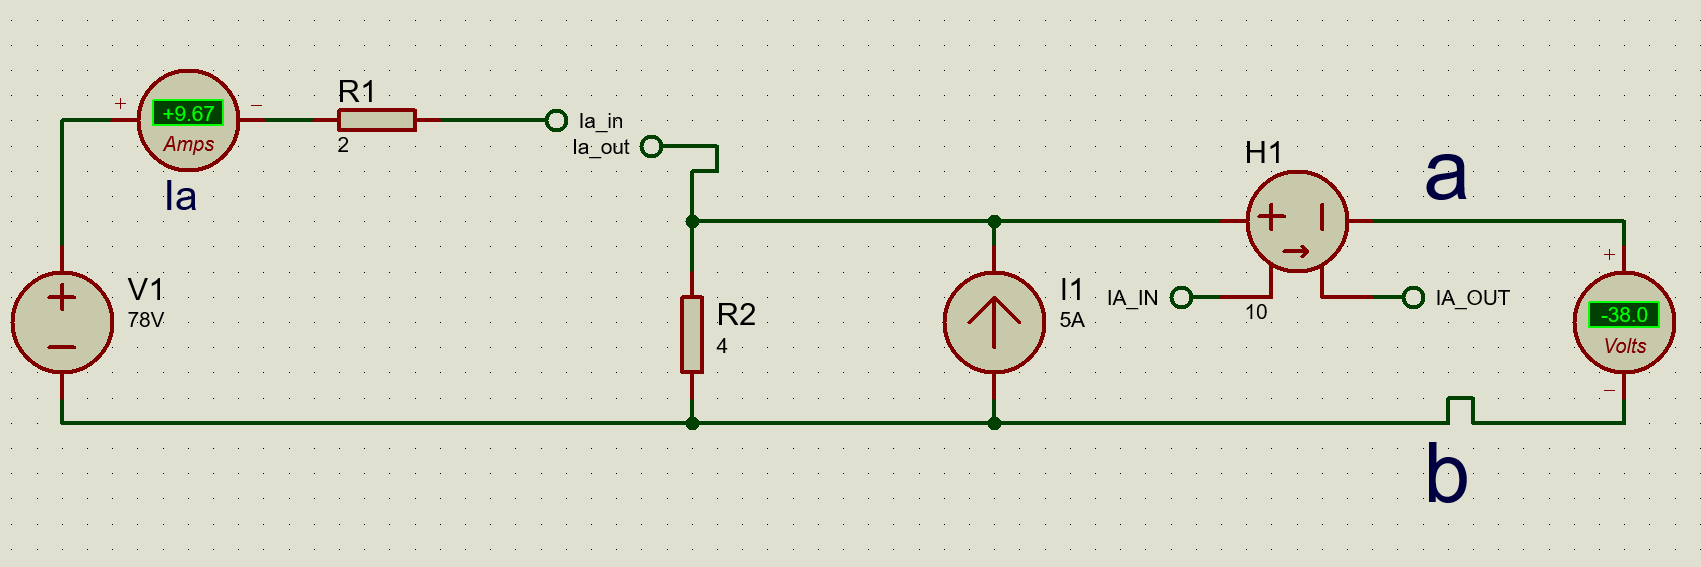 R1
+ +9.67 −
Amps
Ia
2
Ia_in
Ia_out
H1
a
V1
78V
R2
4
I1
5A
IA_IN
10
IA_OUT
+
-38.0
Volts
−
b